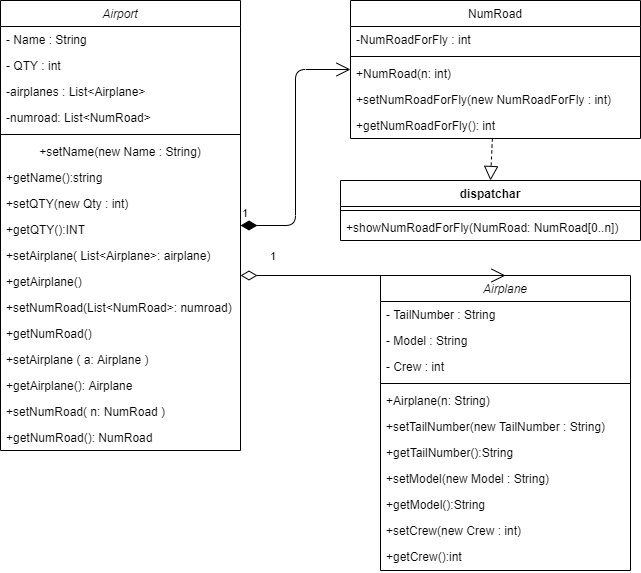 Airport
- Name : String
- QTY : int
-airplanes : List<Airplane>
-numroad: List<NumRoad>
+setName(new Name : String)
+getName():string
+setQTY(new Qty : int)
+getQTY():INT
+setAirplane( List<Airplane>: airplane)
+getAirplane()
+setNumRoad(List<NumRoad>: numroad)
+getNumRoad()
+setAirplane ( a: Airplane )
+getAirplane(): Airplane
+setNumRoad( n: NumRoad )
+getNumRoad(): NumRoad
1
1
NumRoad
-NumRoadForFly : int
+NumRoad(n: int)
+setNumRoadForFly(new NumRoadForFly : int)
+getNumRoadForFly(): int
dispatchar
+showNumRoadForFly(NumRoad: NumRoad[0..n])
Airplane
- TailNumber : String
- Model : String
- Crew : int
+Airplane(n: String)
+setTailNumber(new TailNumber : String)
+getTailNumber():String
+setModel(new Model : String)
+getModel():String
+setCrew(new Crew : int)
+getCrew():int